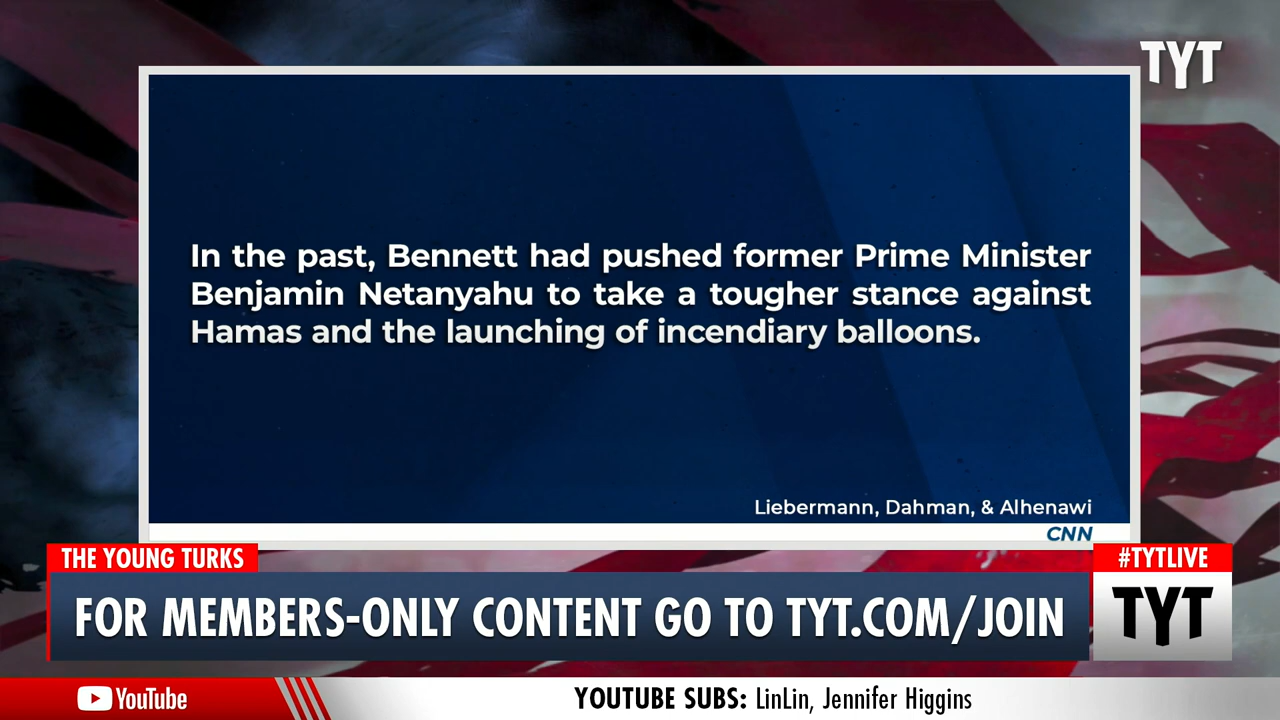 TYT
In the past, Bennett had pushed former Prime Minister
Benjamin Netanyahu to take a tougher stance against
Hamas and the launching of incendiary balloons.
Liebermann, Dahman, & Alhenawi
CNN
THE YOUNG TURKS
#TYTLIVE
FOR MEMBERS-ONLY CONTENT GO TO TYT.COM/JOIN
TYT
YouTube
YOUTUBE SUBS: LinLin, Jennifer Higgins